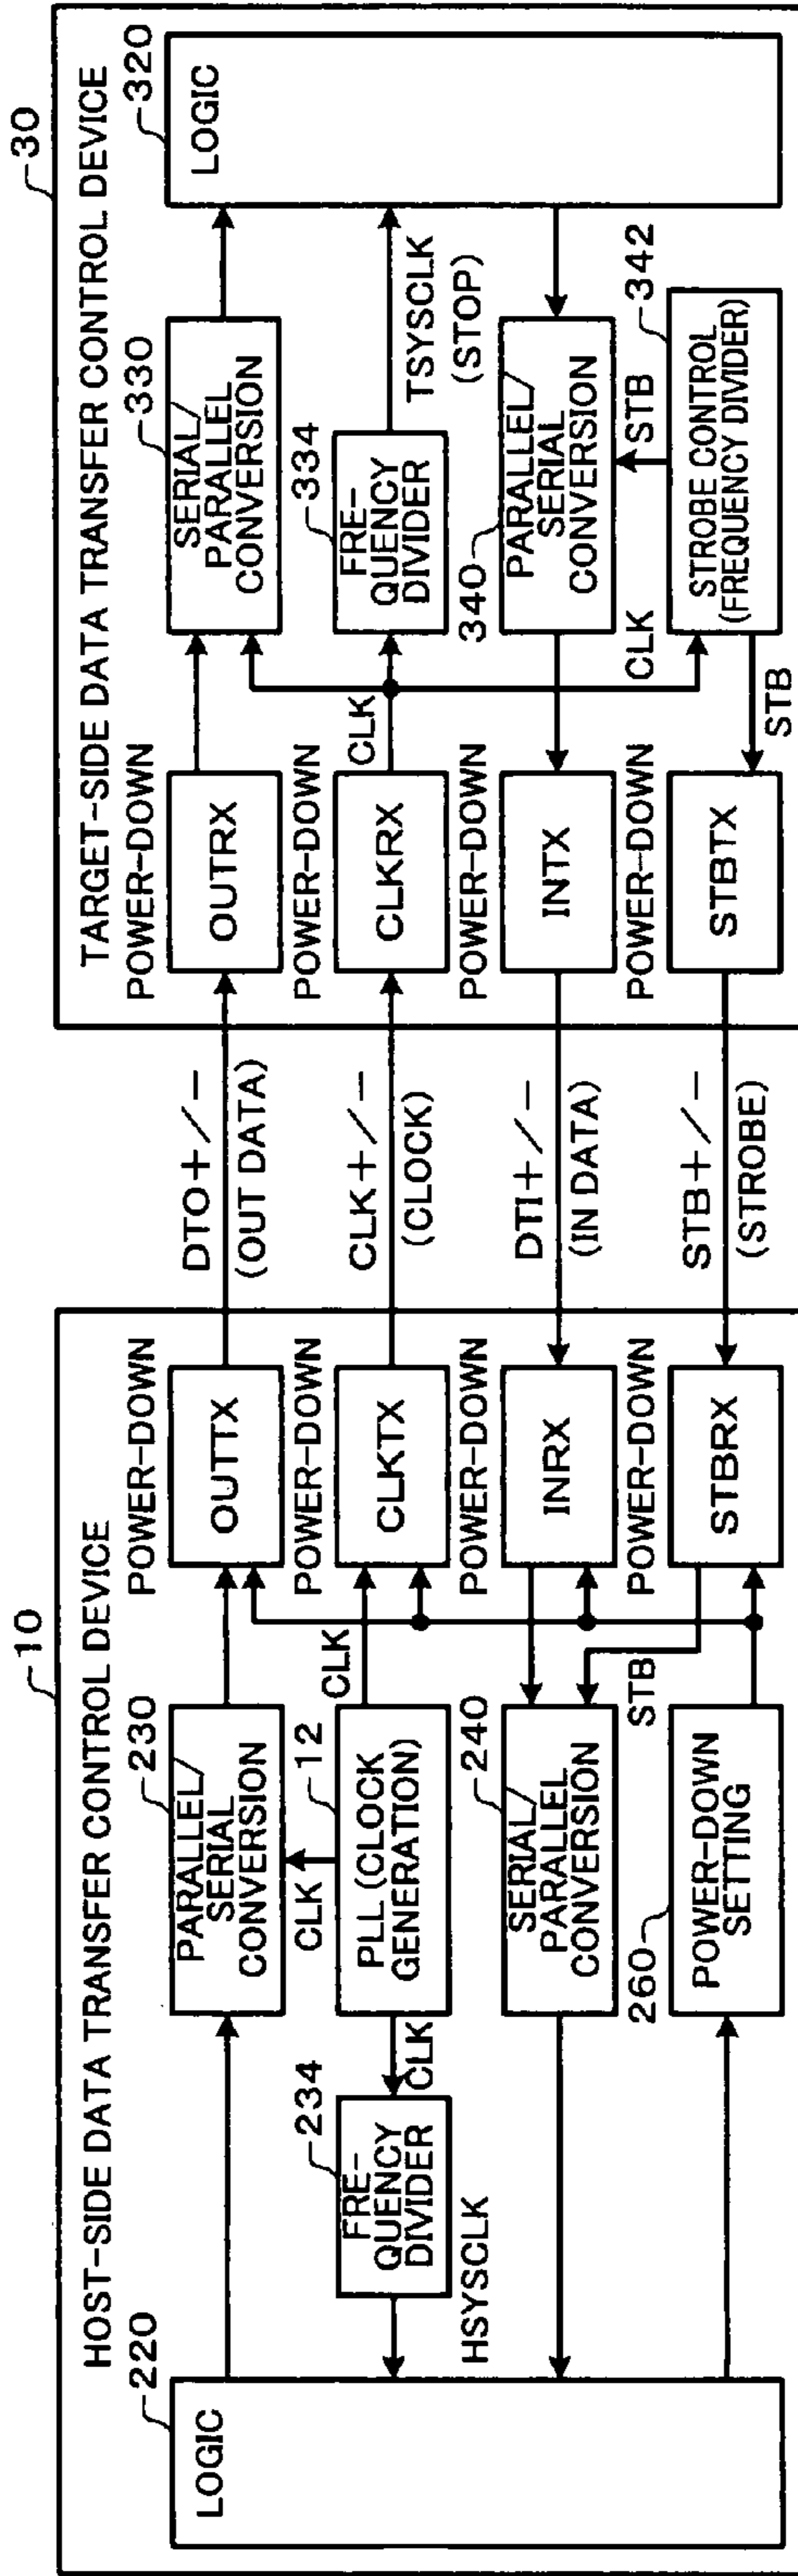 10
HOST-SIDE DATA TRANSFER CONTROL DEVICE
220
LOGIC
230
PARALLEL/
SERIAL
CONVERSION
CLK
12
PLL (CLOCK
GENERATION)
CLK
CLK
234
FRE-
QUENCY
DIVIDER
HSYSCLK
240
SERIAL/
PARALLEL
CONVERSION
STB
260
POWER-DOWN
SETTING
POWER-DOWN
OUTTX
POWER-DOWN
CLKTX
POWER-DOWN
INRX
POWER-DOWN
STBRX
DTO+/-
(OUT DATA)
CLK+/-
(CLOCK)
DTI+/-
(IN DATA)
STB+/-
(STROBE)
30
TARGET-SIDE DATA TRANSFER CONTROL DEVICE
POWER-DOWN
OUTRX
POWER-DOWN
CLKRX
CLK
POWER-DOWN
INTX
POWER-DOWN
STBTX
330
SERIAL/
PARALLEL
CONVERSION
334
FRE-
QUENCY
DIVIDER
TSYSCLK
(STOP)
340
PARALLEL/
SERIAL
CONVERSION
STB
342
CLK
STROBE CONTROL
(FREQUENCY DIVIDER)
STB
320
LOGIC